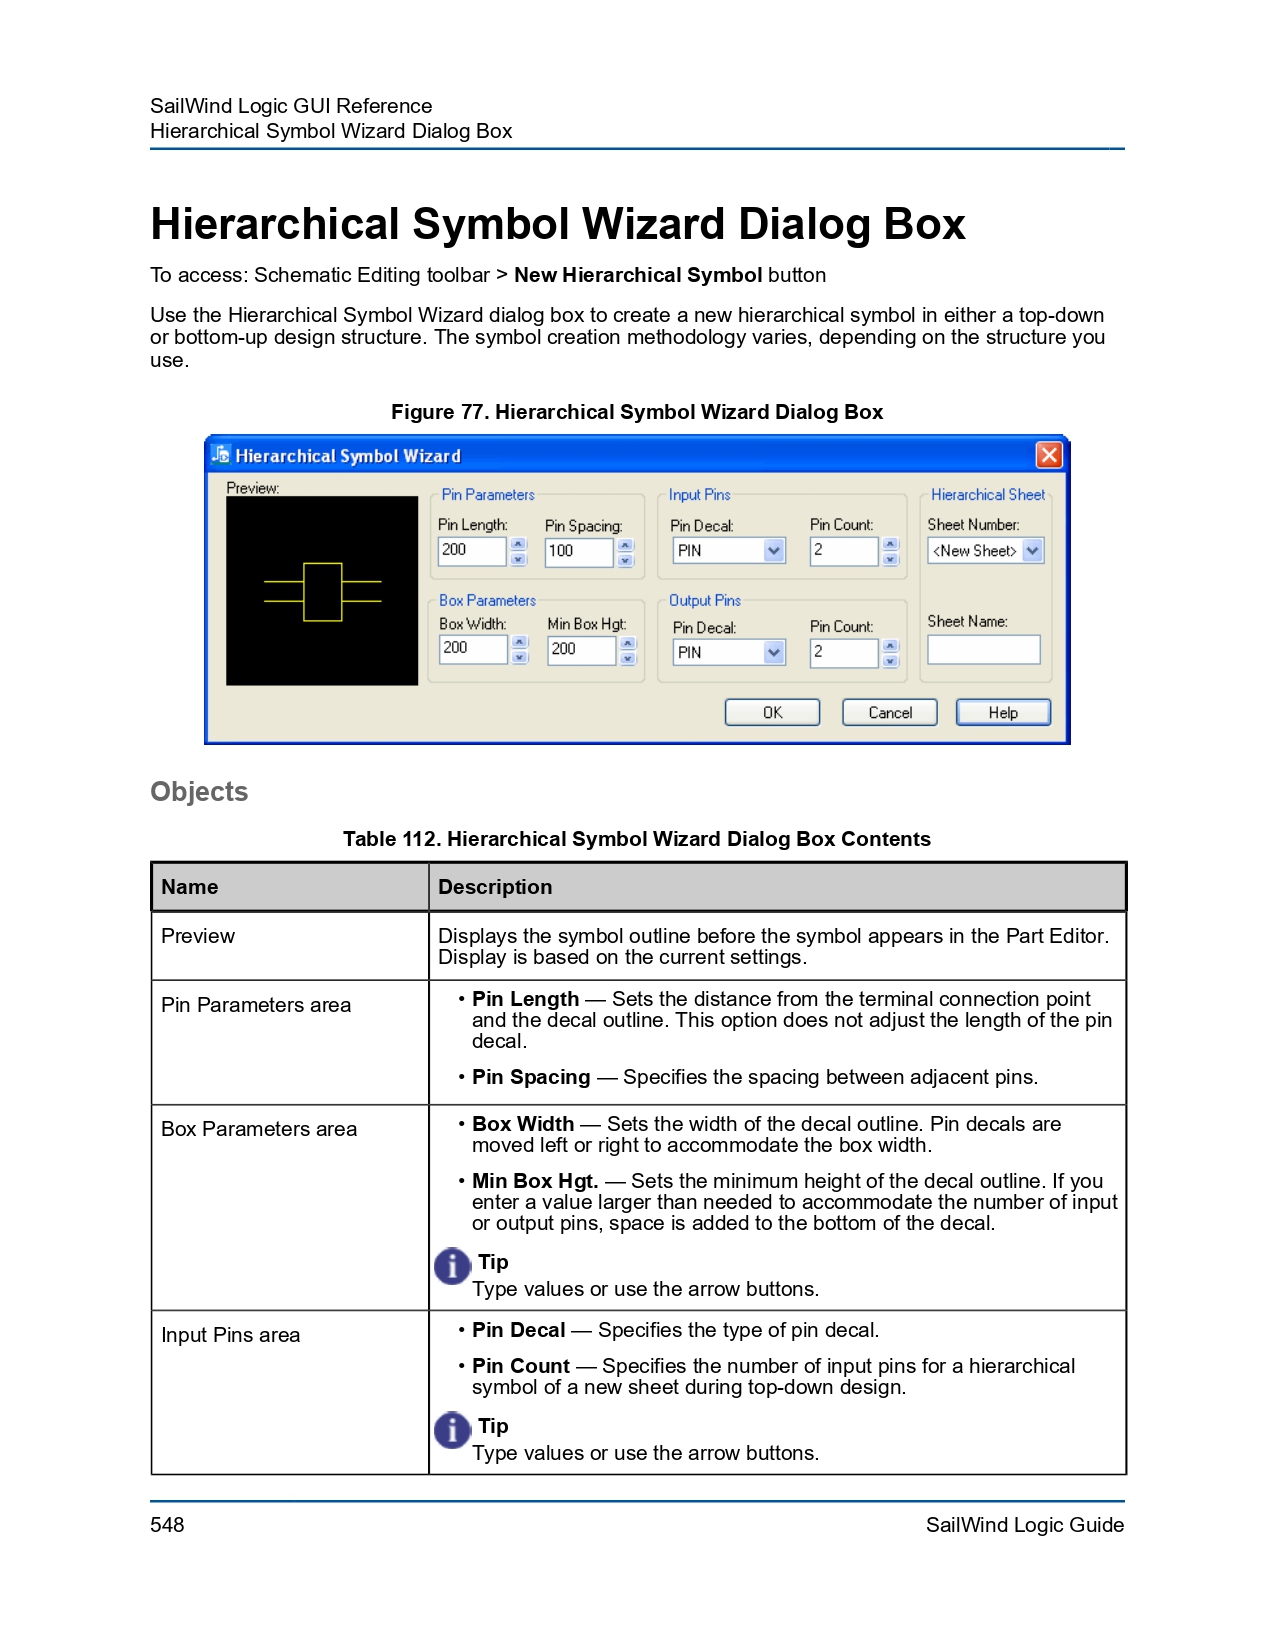 SailWind Logic GUI Reference
Hierarchical Symbol Wizard Dialog Box
Hierarchical Symbol Wizard Dialog Box
To access: Schematic Editing toolbar > New Hierarchical Symbol button
Use the Hierarchical Symbol Wizard dialog box to create a new hierarchical symbol in either a top-down
or bottom-up design structure. The symbol creation methodology varies, depending on the structure you
use.
Figure 77. Hierarchical Symbol Wizard Dialog Box
Hierarchical Symbol Wizard
Preview:
Pin Parameters
Pin Length:
Pin Spacing:
200
100
Box Parameters
Box Width:
Min Box Hgt:
200
200
Input Pins
Pin Decal:
Pin Count:
PIN
2
Output Pins
Pin Decal:
Pin Count:
PIN
2
Hierarchical Sheet
Sheet Number:
<New Sheet>
Sheet Name:
OK
Cancel
Help
Objects
Table 112. Hierarchical Symbol Wizard Dialog Box Contents
Name
Description
Preview
Displays the symbol outline before the symbol appears in the Part Editor.
Display is based on the current settings.
Pin Parameters area
• Pin Length — Sets the distance from the terminal connection point
and the decal outline. This option does not adjust the length of the pin
decal.
• Pin Spacing — Specifies the spacing between adjacent pins.
Box Parameters area
• Box Width — Sets the width of the decal outline. Pin decals are
moved left or right to accommodate the box width.
• Min Box Hgt. — Sets the minimum height of the decal outline. If you
enter a value larger than needed to accommodate the number of input
or output pins, space is added to the bottom of the decal.
Tip
Type values or use the arrow buttons.
Input Pins area
• Pin Decal — Specifies the type of pin decal.
• Pin Count — Specifies the number of input pins for a hierarchical
symbol of a new sheet during top-down design.
Tip
Type values or use the arrow buttons.
548
SailWind Logic Guide